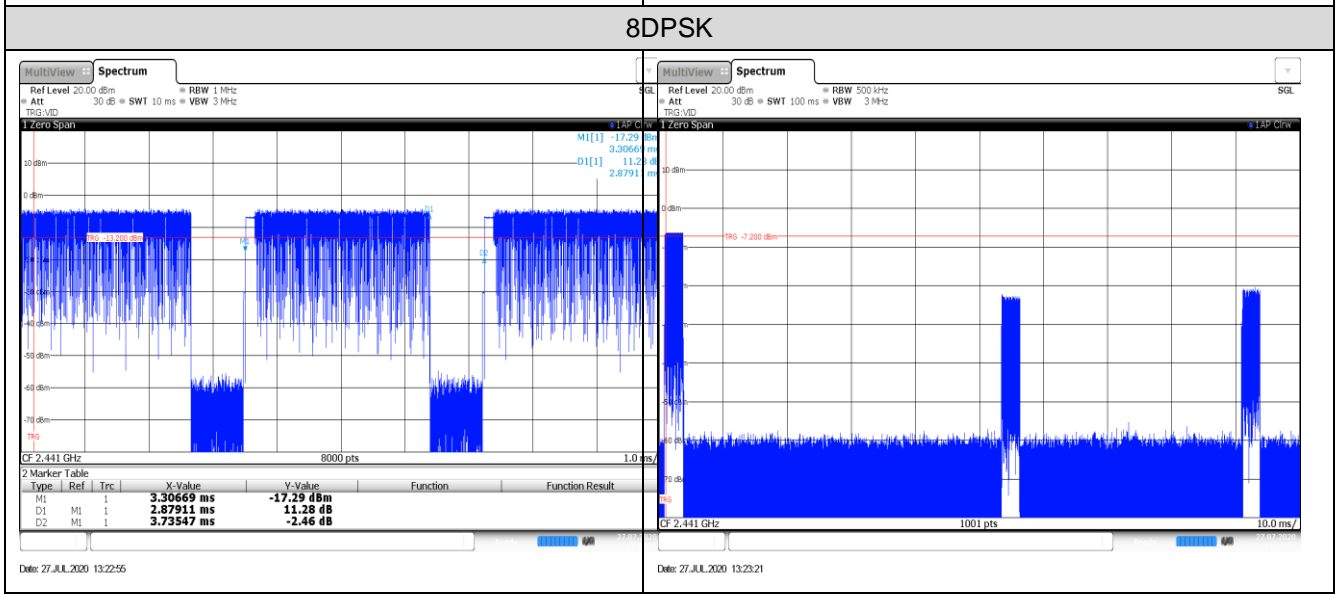 8DPSK
MultiView Spectrum
Ref Level 20.00 dBm RBW 1 MHz SGL
Att 30 dB SWT 10 ms VBW 3 MHz
TRG:VID
1 Zero Span 1AP Clrw
M1[1] -17.29 dBm
3.30669 ms
D1[1] 11.28 dB
2.87911 ms
10 dBm
0 dBm
D1
TRG -13.200 dBm
M1
D2
-40 dBm
-50 dBm
-60 dBm
-70 dBm
TRG
CF 2.441 GHz 8000 pts 1.0 ms/
2 Marker Table
Type Ref Trc X-Value Y-Value Function Function Result
M1 1 3.30669 ms -17.29 dBm
D1 M1 1 2.87911 ms 11.28 dB
D2 M1 1 3.73547 ms -2.46 dB
Date: 27.JUL.2020 13:22:55
MultiView Spectrum
Ref Level 20.00 dBm RBW 500 kHz SGL
Att 30 dB SWT 100 ms VBW 3 MHz
TRG:VID
1 Zero Span 1AP Clrw
10 dBm
0 dBm
TRG -7.200 dBm
TRG
CF 2.441 GHz 1001 pts 10.0 ms/
Date: 27.JUL.2020 13:23:21